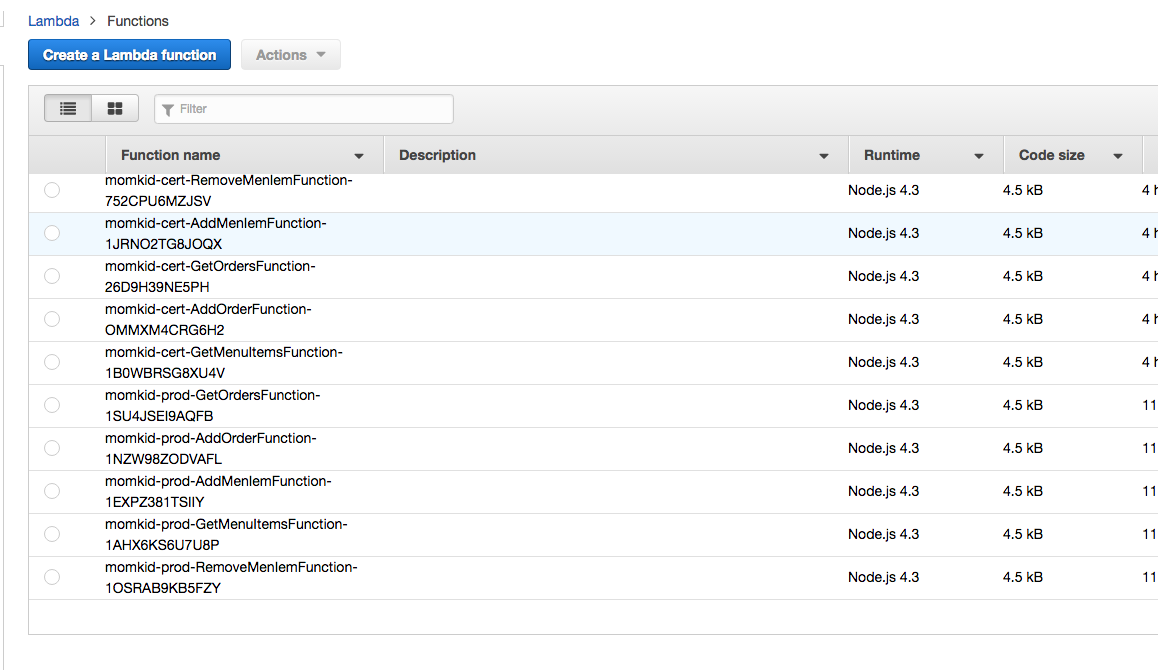 Lambda > Functions
Create a Lambda function Actions
Filter
Function name Description Runtime Code size
momkid-cert-RemoveMenIemFunction- Node.js 4.3 4.5 kB 4 h
752CPU6MZJSV
momkid-cert-AddMenIemFunction- Node.js 4.3 4.5 kB 4 h
1JRNO2TG8JOQX
momkid-cert-GetOrdersFunction- Node.js 4.3 4.5 kB 4 h
26D9H39NE5PH
momkid-cert-AddOrderFunction- Node.js 4.3 4.5 kB 4 h
OMMXM4CRG6H2
momkid-cert-GetMenuItemsFunction- Node.js 4.3 4.5 kB 4 h
1B0WBRSG8XU4V
momkid-prod-GetOrdersFunction- Node.js 4.3 4.5 kB 11
1SU4JSEI9AQFB
momkid-prod-AddOrderFunction- Node.js 4.3 4.5 kB 11
1NZW98ZODVAFL
momkid-prod-AddMenIemFunction- Node.js 4.3 4.5 kB 11
1EXPZ381TSIIY
momkid-prod-GetMenuItemsFunction- Node.js 4.3 4.5 kB 11
1AHX6KS6U7U8P
momkid-prod-RemoveMenIemFunction- Node.js 4.3 4.5 kB 11
1OSRAB9KB5FZY